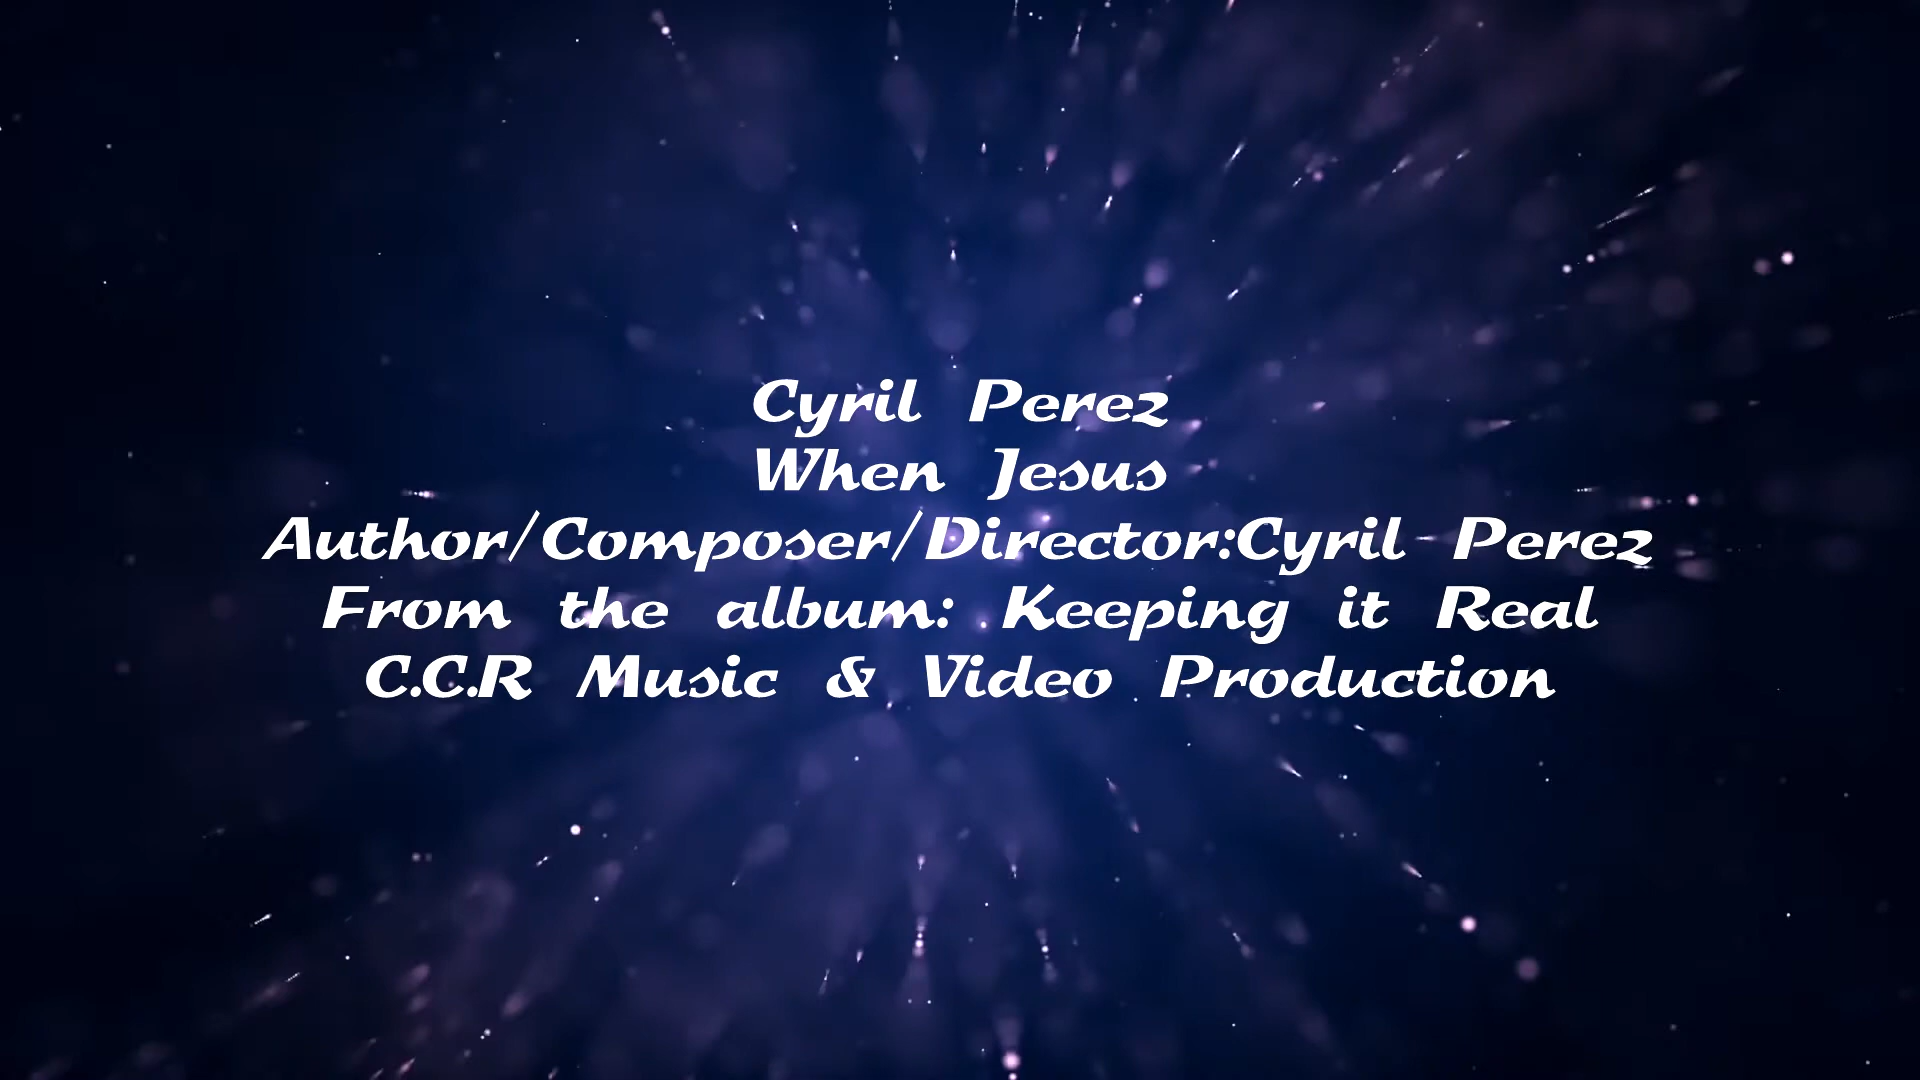 Cyril Perez
When Jesus
Author/Composer/Director:Cyril Perez
From the album: Keeping it Real
C.C.R Music & Video Production